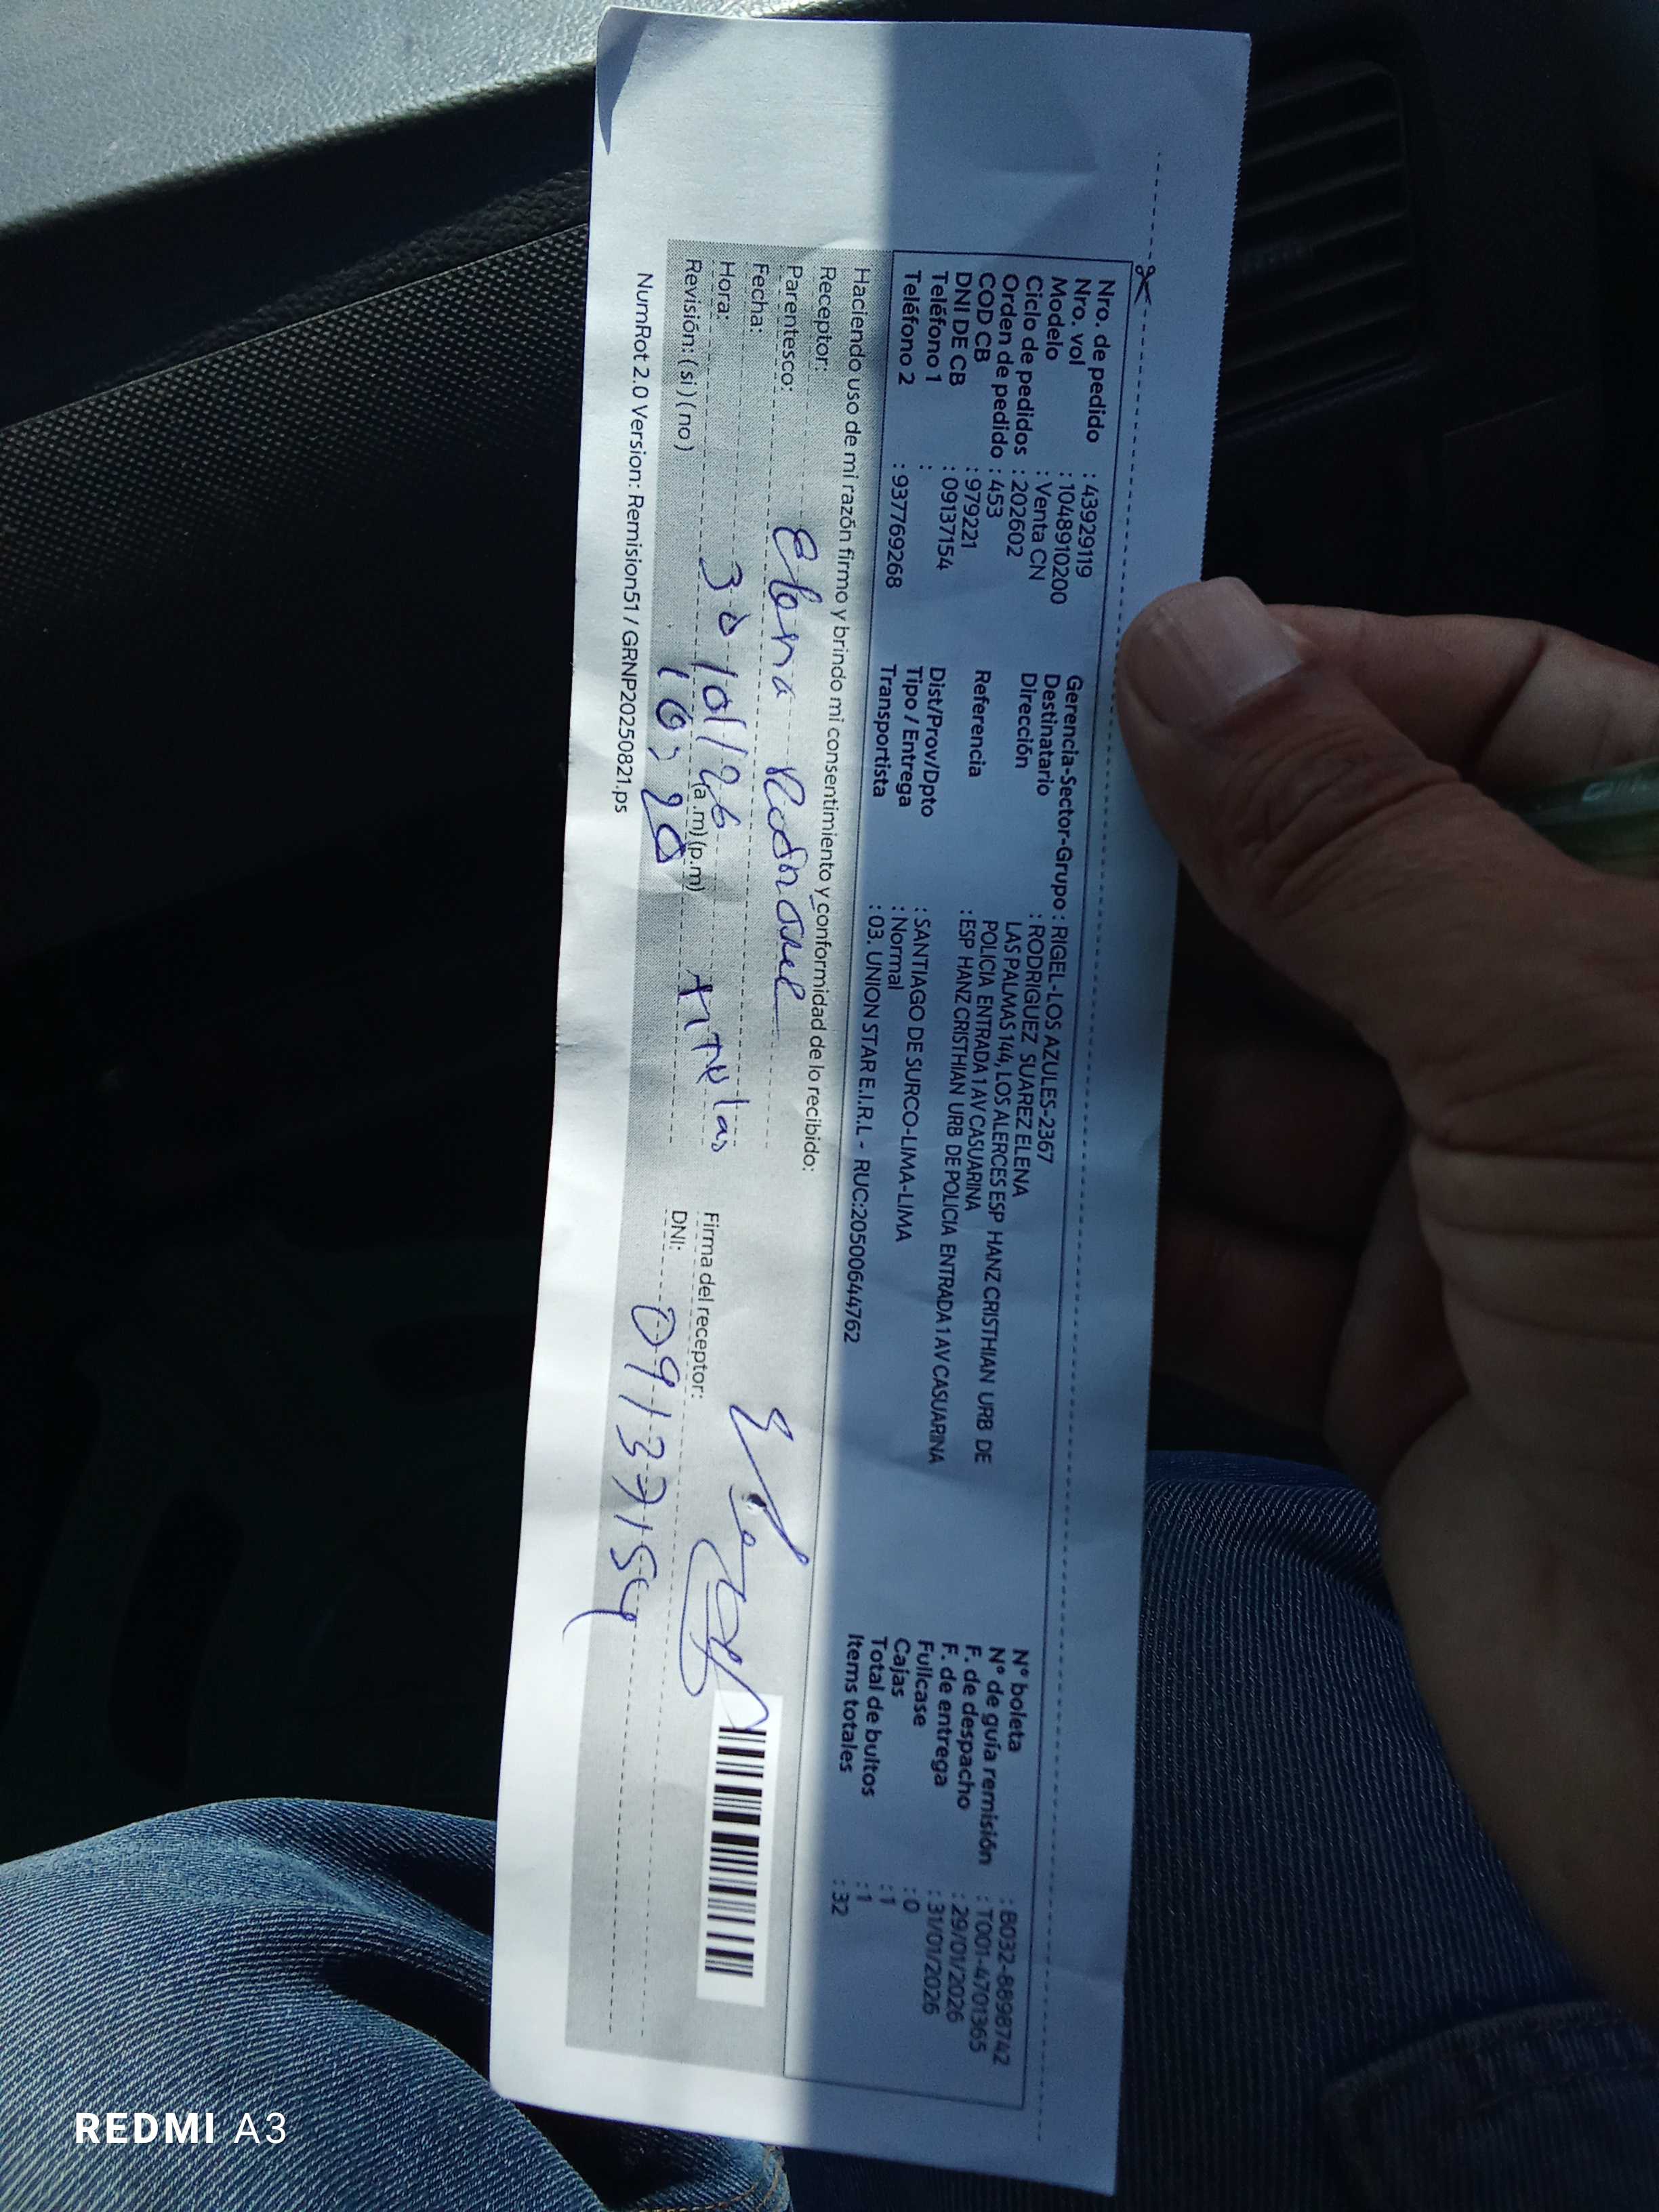 Nro. de pedido : 43929119
Nro. vol : 1048910200
Modelo : Venta CN
Ciclo de pedidos : 202602
Orden de pedido : 453
COD CB : 979221
DNI DE CB : 09137154
Teléfono 1 :
Teléfono 2 : 937769268
Gerencia-Sector-Grupo : RIGEL-LOS AZULES-2367
Destinatario : RODRIGUEZ SUAREZ ELENA
Dirección LAS PALMAS 144, LOS ALERCES ESP HANZ CRISTHIAN URB DE
POLICIA ENTRADA 1 AV CASUARINA
Referencia : ESP HANZ CRISTHIAN URB DE POLICIA ENTRADA 1 AV CASUARINA
Dist/Prov/Dpto : SANTIAGO DE SURCO-LIMA-LIMA
Tipo / Entrega : Normal
Transportista : 03. UNION STAR E.I.R.L - RUC:20500644762
N° boleta : B032-8898742
N° de guía remisión : T001-4701365
F. de despacho : 29/01/2026
F. de entrega : 31/01/2026
Fullcase : 0
Cajas : 1
Total de bultos : 1
Items totales : 32
Haciendo uso de mi razón firmo y brindo mi consentimiento y conformidad de lo recibido:
Receptor:
Parentesco: Elena
Fecha: 30/01/26
Hora: 10:20 (a.m)(p.m)
Revisión: (si) (no)
Firma del receptor:
DNI: 09137154
NumRot 2.0 Version: Remision51 / GRNP20250821.ps
REDMI A3